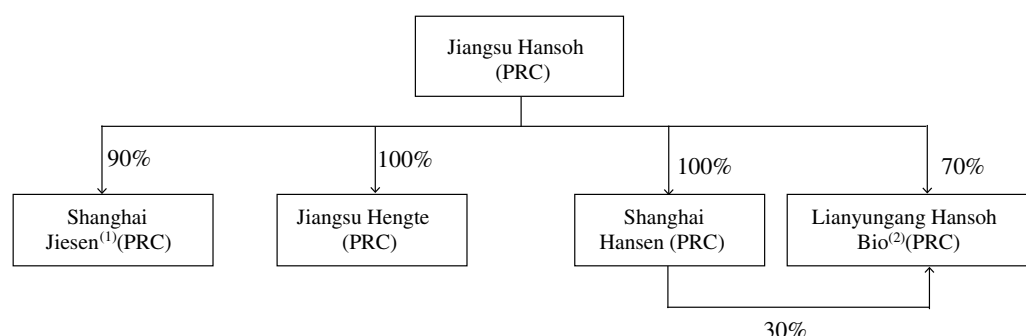 Jiangsu Hansoh
(PRC)
90%
100%
100%
70%
Shanghai
Jiesen(1)(PRC)
Jiangsu Hengte
(PRC)
Shanghai
Hansen (PRC)
Lianyungang Hansoh
Bio(2)(PRC)
30%